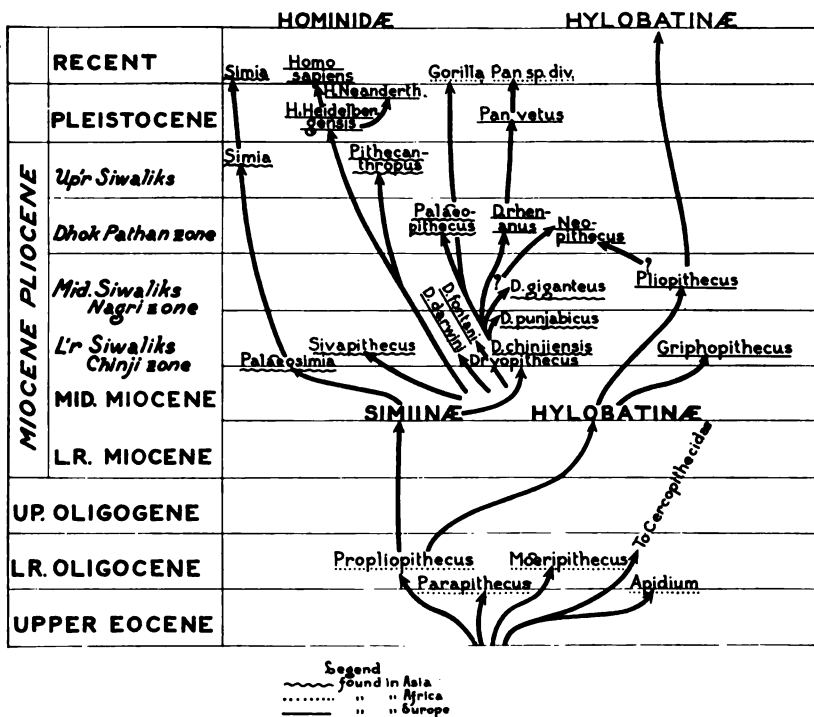 HOMINIDÆ
HYLOBATINÆ
RECENT
Simia
Homo
sapiens
H. Neanderth.
Gorilla
Pan sp. div.
PLEISTOCENE
H. Heidelber
gensis
Pan vetus
MIOCENE PLIOCENE
Up'r Siwaliks
Simia
Pithecan-
thropus
Dhok Pathan zone
Palaeo-
pithecus
D. rhen-
anus
Neo-
pithecus
Mid. Siwaliks
Nagri zone
D. darwini
D. fontani
?
D. giganteus
?
Pliopithecus
D. punjabicus
L'r Siwaliks
Chinji zone
Palaeosimia
Sivapithecus
D. chinjiensis
Dryopithecus
Griphopithecus
MID. MIOCENE
SIMIINÆ
HYLOBATINÆ
L.R. MIOCENE
UP. OLIGOGENE
To Cercopithecidæ
LR. OLIGOCENE
Propliopithecus
Moeripithecus
Parapithecus
Apidium
UPPER EOCENE
Legend
found in Asia
" " Africa
" " Europe